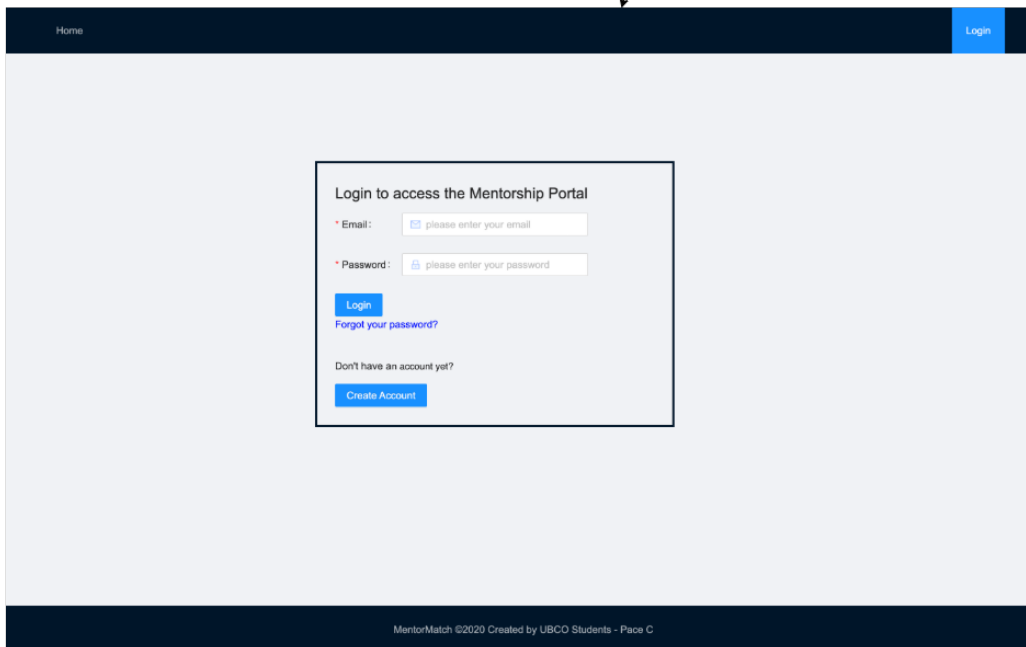 Home
Login
Login to access the Mentorship Portal
* Email:
please enter your email
* Password:
please enter your password
Login
Forgot your password?
Don't have an account yet?
Create Account
MentorMatch ©2020 Created by UBCO Students - Pace C